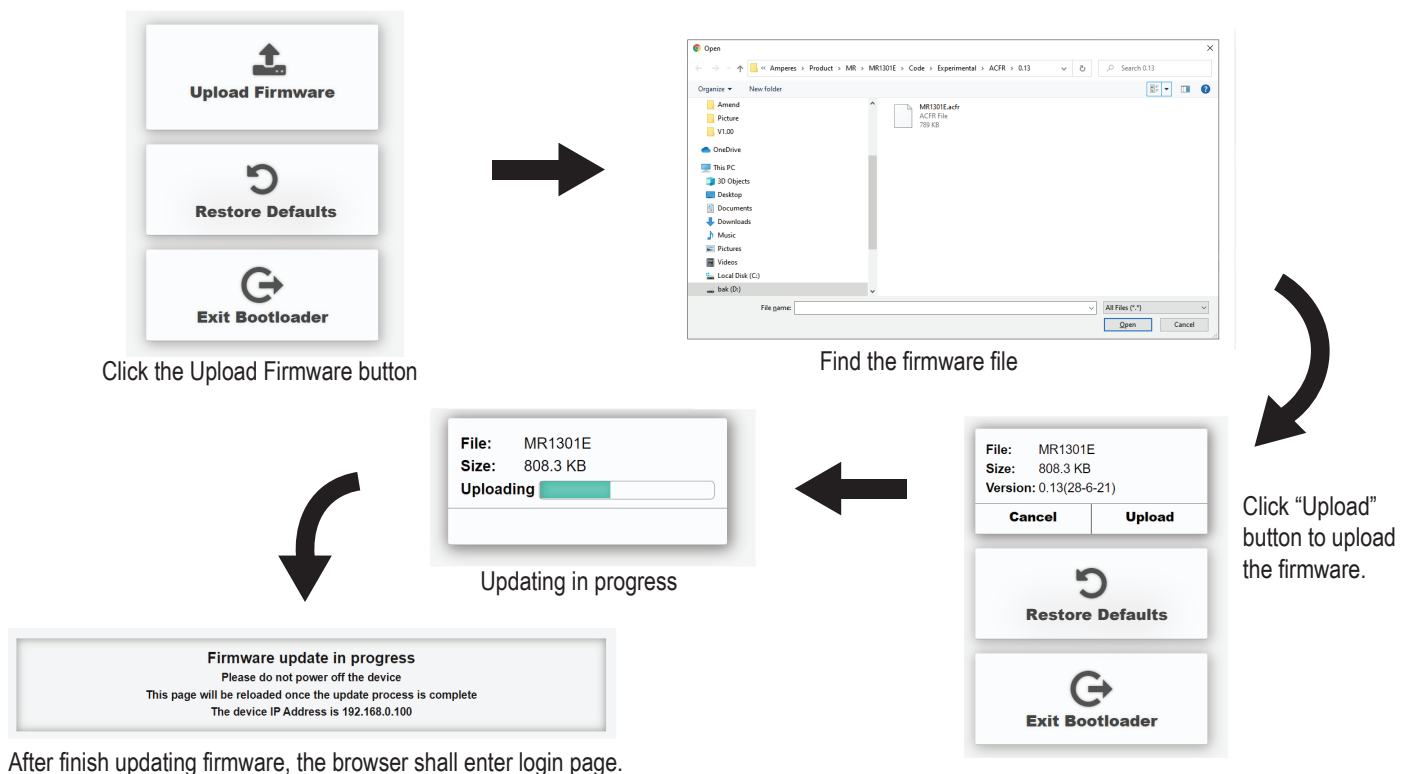 Upload Firmware
Restore Defaults
Exit Bootloader
Click the Upload Firmware button
Open
« Amperes › Product › MR › MR1301E › Code › Experimental › ACFR › 0.13
Search 0.13
Organize
New folder
Amend
Picture
V1.00
OneDrive
This PC
3D Objects
Desktop
Documents
Downloads
Music
Pictures
Videos
Local Disk (C:)
bak (D:)
MR1301E.acfr
ACFR File
789 KB
File name:
All Files (*.*)
Open
Cancel
Find the firmware file
File: MR1301E
Size: 808.3 KB
Version: 0.13(28-6-21)
Cancel
Upload
Restore Defaults
Exit Bootloader
Click “Upload”
button to upload
the firmware.
File: MR1301E
Size: 808.3 KB
Uploading
Updating in progress
Firmware update in progress
Please do not power off the device
This page will be reloaded once the update process is complete
The device IP Address is 192.168.0.100
After finish updating firmware, the browser shall enter login page.